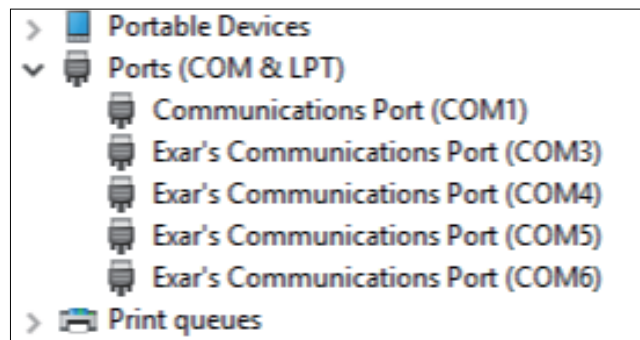 Portable Devices
Ports (COM & LPT)
Communications Port (COM1)
Exar's Communications Port (COM3)
Exar's Communications Port (COM4)
Exar's Communications Port (COM5)
Exar's Communications Port (COM6)
Print queues